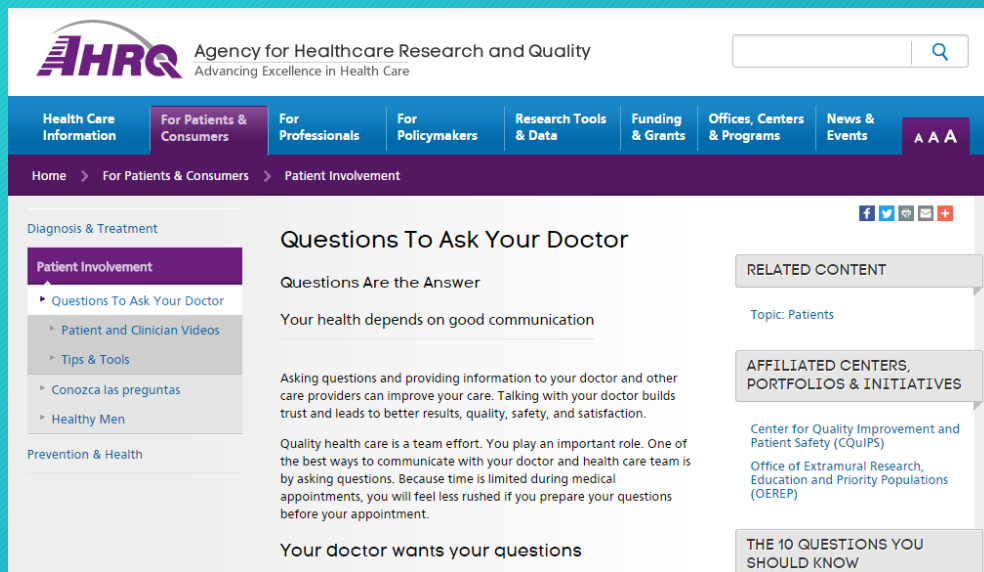 AHRQ
Agency for Healthcare Research and Quality
Advancing Excellence in Health Care
Health Care
Information
For Patients &
Consumers
For
Professionals
For
Policymakers
Research Tools
& Data
Funding
& Grants
Offices, Centers
& Programs
News &
Events
A A A
Home > For Patients & Consumers > Patient Involvement
Diagnosis & Treatment
Patient Involvement
Questions To Ask Your Doctor
Patient and Clinician Videos
Tips & Tools
Conozca las preguntas
Healthy Men
Prevention & Health
Questions To Ask Your Doctor
Questions Are the Answer
Your health depends on good communication
Asking questions and providing information to your doctor and other
care providers can improve your care. Talking with your doctor builds
trust and leads to better results, quality, safety, and satisfaction.
Quality health care is a team effort. You play an important role. One of
the best ways to communicate with your doctor and health care team is
by asking questions. Because time is limited during medical
appointments, you will feel less rushed if you prepare your questions
before your appointment.
Your doctor wants your questions
RELATED CONTENT
Topic: Patients
AFFILIATED CENTERS,
PORTFOLIOS & INITIATIVES
Center for Quality Improvement and
Patient Safety (CQuIPS)
Office of Extramural Research,
Education and Priority Populations
(OEREP)
THE 10 QUESTIONS YOU
SHOULD KNOW